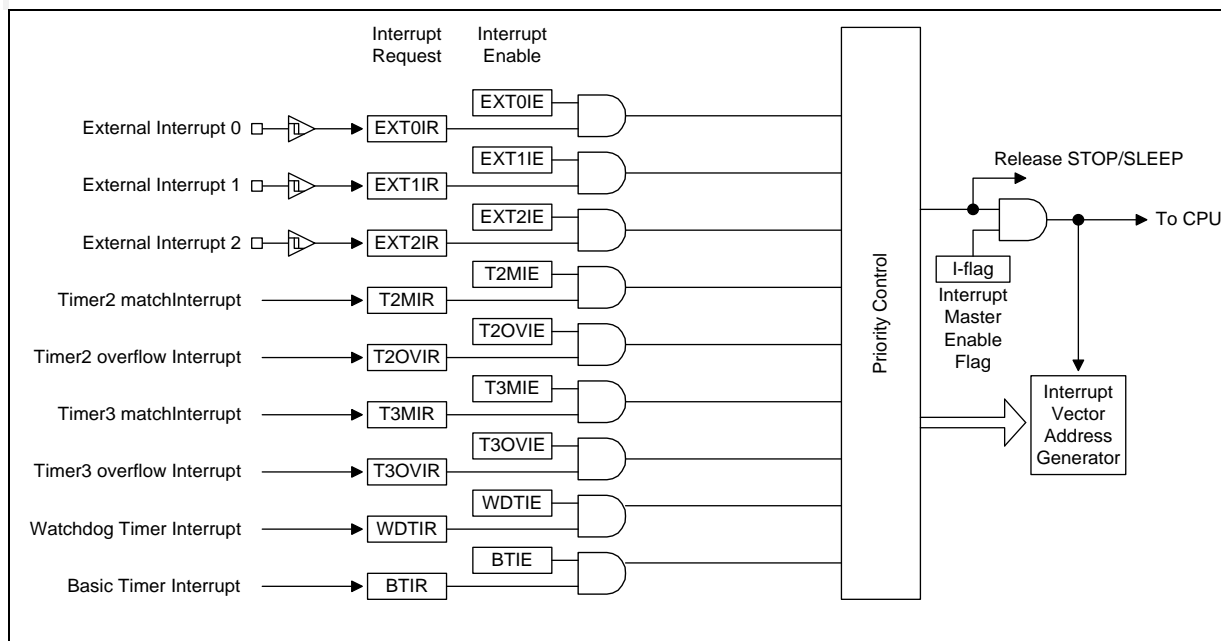 Interrupt
Request
Interrupt
Enable
EXT0IE
External Interrupt 0
EXT0IR
EXT1IE
External Interrupt 1
EXT1IR
EXT2IE
External Interrupt 2
EXT2IR
T2MIE
Timer2 matchInterrupt
T2MIR
T2OVIE
Timer2 overflow Interrupt
T2OVIR
T3MIE
Timer3 matchInterrupt
T3MIR
T3OVIE
Timer3 overflow Interrupt
T3OVIR
WDTIE
Watchdog Timer Interrupt
WDTIR
BTIE
Basic Timer Interrupt
BTIR
Priority Control
Release STOP/SLEEP
To CPU
I-flag
Interrupt
Master
Enable
Flag
Interrupt
Vector
Address
Generator